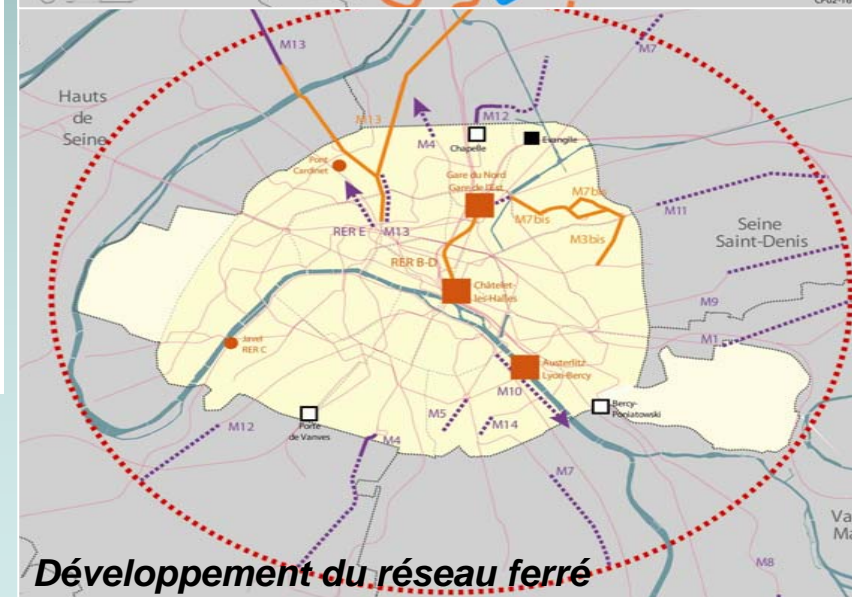 M13
M7
Hauts
de
Seine
M13
M12
M4
Chapelle
Evangile
Pont
Cardinet
Gare du Nord
Gare de l'Est
M7bis
M7bis
M11
RER E
M13
Seine
Saint-Denis
RER B-D
M3bis
Châtelet-
les-Halles
M9
M1
Javel
RER C
Austerlitz
Lyon-Bercy
M10
Bercy-
Poniatowski
M5
M12
Porte
de Vanves
M14
M4
M7
Va
Ma
M8
Développement du réseau ferré